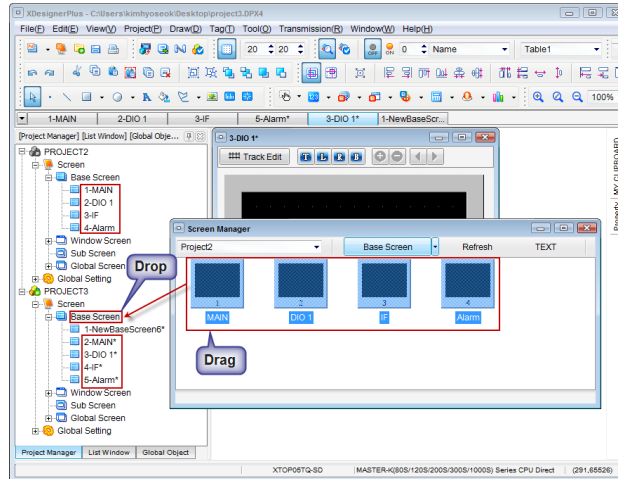 XDesignerPlus - C:\Users\kimhyoseok\Desktop\project3.DPX4
File(F) Edit(E) View(V) Project(P) Draw(D) Tag(T) Tool(O) Transmission(R) Window(W) Help(H)
20 20 OFF ON 0 Name Table1
100%
1-MAIN 2-DIO 1 3-IF 5-Alarm* 3-DIO 1* 1-NewBaseScr...
[Project Manager] [List Window] [Global Obje...
PROJECT2
Screen
Base Screen
1-MAIN
2-DIO 1
3-IF
4-Alarm
Window Screen
Sub Screen
Global Screen
Global Setting
PROJECT3
Screen
Base Screen
1-NewBaseScreen6*
2-MAIN*
3-DIO 1*
4-IF*
5-Alarm*
Window Screen
Sub Screen
Global Screen
Global Setting
Project Manager List Window Global Object
3-DIO 1*
Track Edit T L R B
Screen Manager
Project2 Base Screen Refresh TEXT
1 2 3 4
MAIN DIO 1 IF Alarm
Drop
Drag
Property
MY CLIPBOARD
XTOP05TQ-SD MASTER-K(80S/120S/200S/300S/1000S) Series CPU Direct (291,65526)